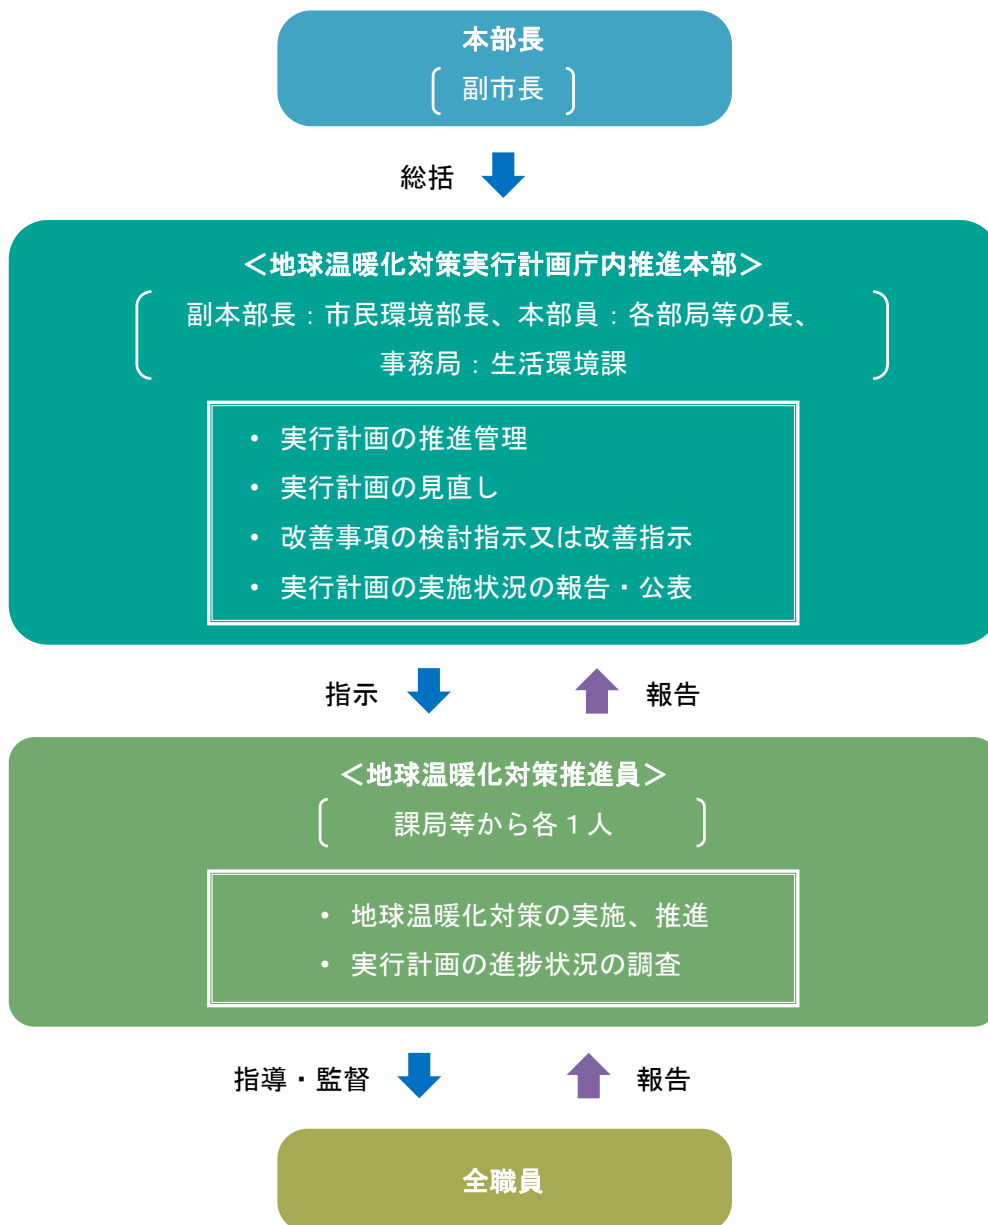 本部長
副市長
総括
＜地球温暖化対策実行計画庁内推進本部＞
副本部長：市民環境部長、本部員：各部局等の長、
事務局：生活環境課
・ 実行計画の推進管理
・ 実行計画の見直し
・ 改善事項の検討指示又は改善指示
・ 実行計画の実施状況の報告・公表
指示 報告
＜地球温暖化対策推進員＞
課局等から各１人
・ 地球温暖化対策の実施、推進
・ 実行計画の進捗状況の調査
指導・監督 報告
全職員